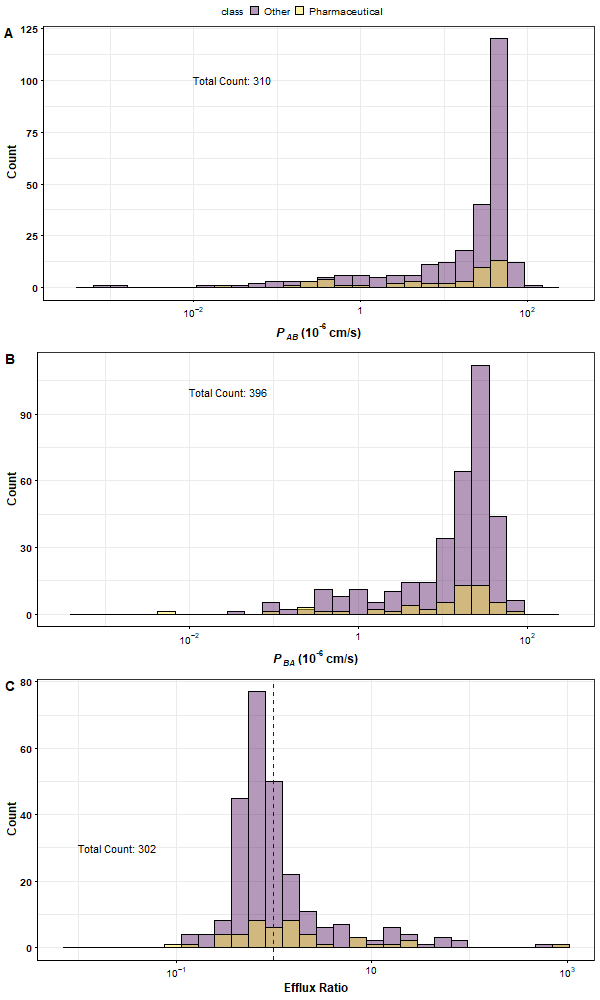 class Other Pharmaceutical
A
125
100
75
50
25
0
Count
Total Count: 310
10⁻² 1 10²
P_AB (10⁻⁶ cm/s)
B
90
60
30
0
Count
Total Count: 396
10⁻² 1 10²
P_BA (10⁻⁶ cm/s)
C
80
60
40
20
0
Count
Total Count: 302
10⁻¹ 10 10³
Efflux Ratio